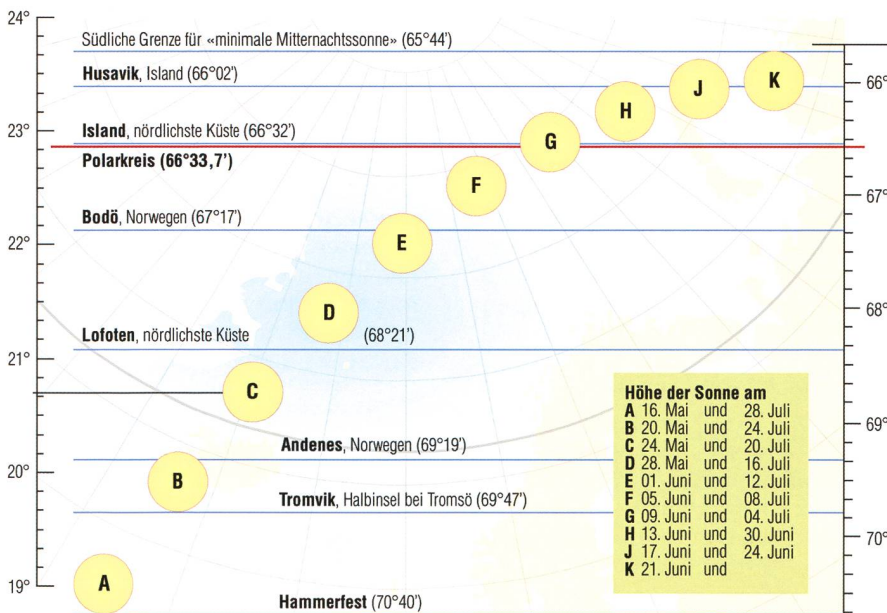 24°
Südliche Grenze für «minimale Mitternachtssonne» (65°44')
Husavik, Island (66°02')
66°
K
J
H
23°
Island, nördlichste Küste (66°32')
G
Polarkreis (66°33,7')
F
67°
Bodö, Norwegen (67°17')
22°
E
D
68°
Lofoten, nördlichste Küste (68°21')
21°
C
Höhe der Sonne am
A 16. Mai und 28. Juli
B 20. Mai und 24. Juli
C 24. Mai und 20. Juli
D 28. Mai und 16. Juli
E 01. Juni und 12. Juli
F 05. Juni und 08. Juli
G 09. Juni und 04. Juli
H 13. Juni und 30. Juni
J 17. Juni und 24. Juni
K 21. Juni und
69°
Andenes, Norwegen (69°19')
20°
B
Tromvik, Halbinsel bei Tromsö (69°47')
70°
19°
A
Hammerfest (70°40')